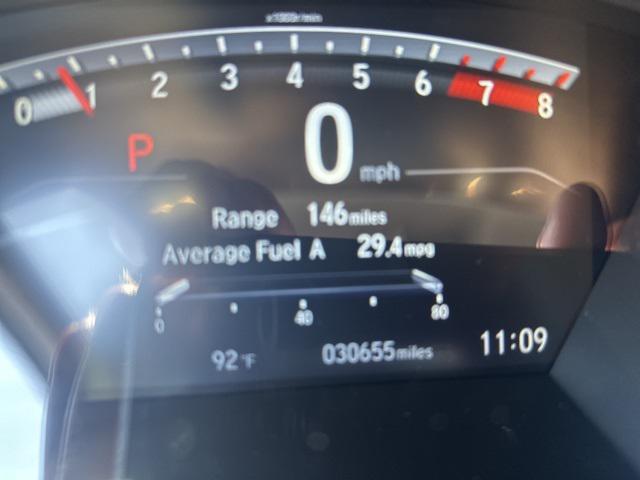 x1000r/min
0 1 2 3 4 5 6 7 8
P 0 mph
Range 146 miles
Average Fuel A 29.4 mpg
0 40 80
92°F 030655 miles 11:09